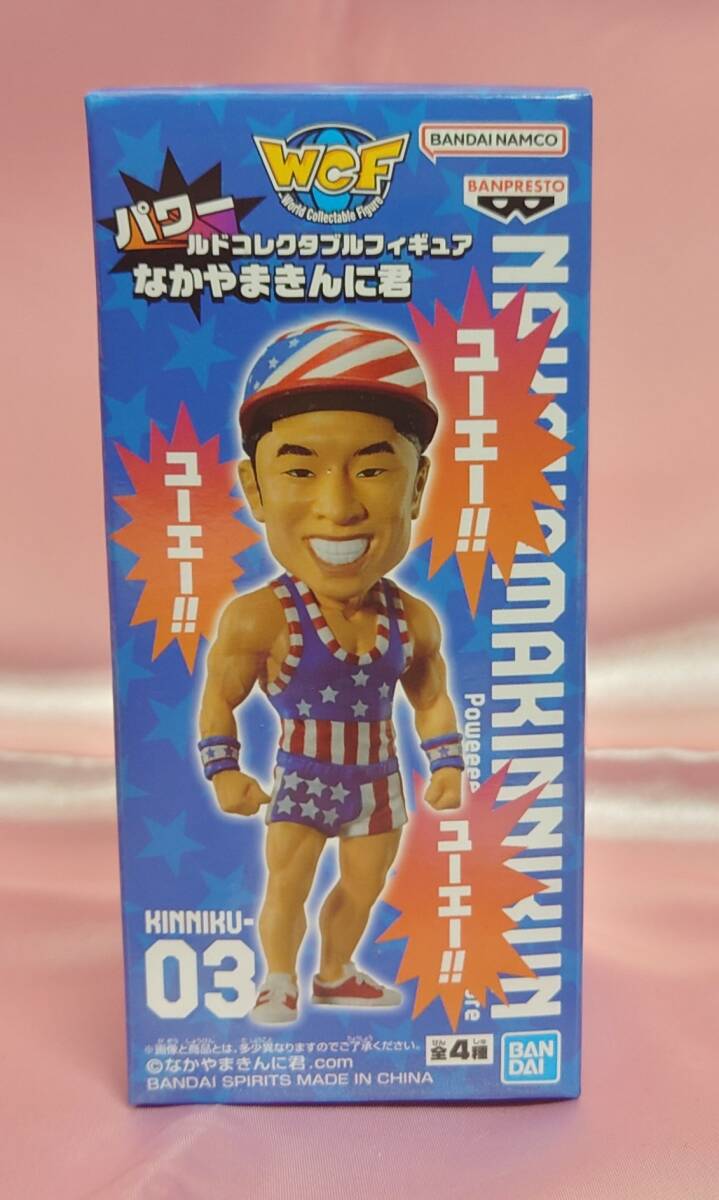 WCF
World Collectable Figure
BANDAI NAMCO
BANPRESTO
パワー
ルドコレクタブルフィギュア
なかやまきんに君
ユーエー!!
ユーエー!!
ユーエー!!
KINNIKU-
03
※画像と商品とは、多少異なりますのでご了承ください。
©なかやまきんに君.com
BANDAI SPIRITS MADE IN CHINA
全4種
BAN
DAI